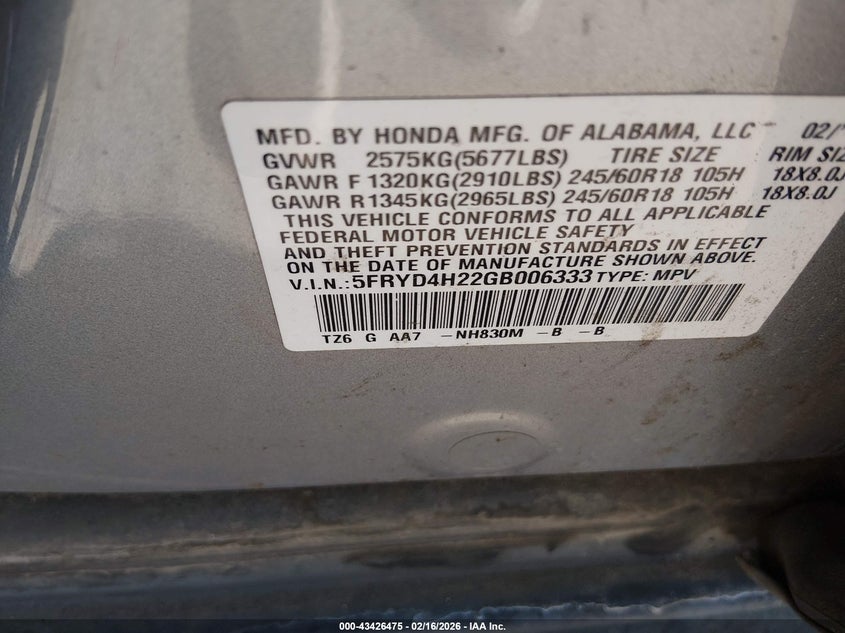 MFD. BY HONDA MFG. OF ALABAMA, LLC 02/
GVWR 2575KG(5677LBS) TIRE SIZE RIM SIZ
GAWR F 1320KG(2910LBS) 245/60R18 105H 18X8.0J
GAWR R1345KG(2965LBS) 245/60R18 105H 18X8.0J
THIS VEHICLE CONFORMS TO ALL APPLICABLE
FEDERAL MOTOR VEHICLE SAFETY
AND THEFT PREVENTION STANDARDS IN EFFECT
ON THE DATE OF MANUFACTURE SHOWN ABOVE.
V.I.N.:5FRYD4H22GB006333 TYPE: MPV
TZ6 G AA7 -NH830M -B -B
000-43426475 - 02/16/2026 - IAA Inc.